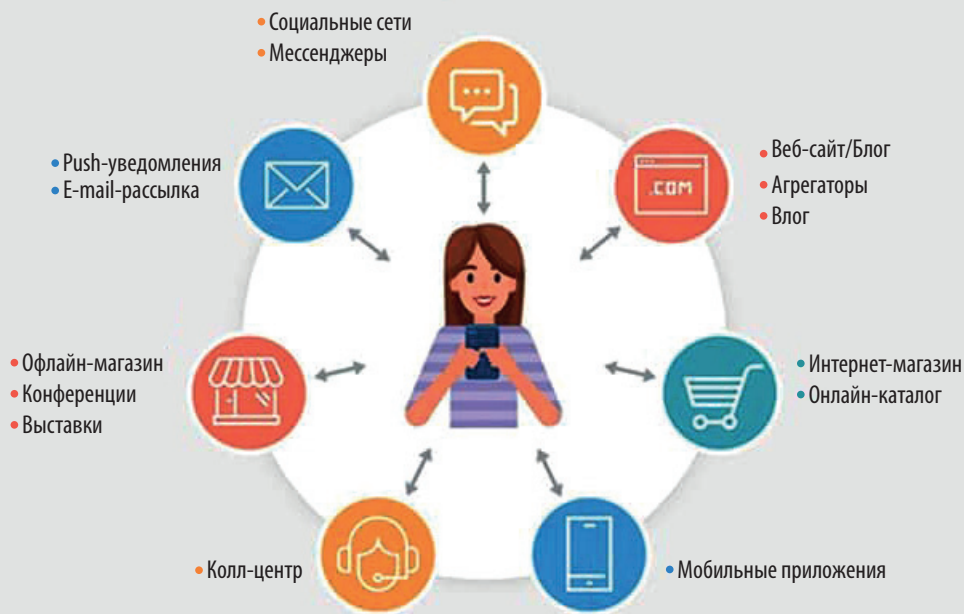 • Социальные сети
• Мессенджеры
• Push-уведомления
• E-mail-рассылка
• Веб-сайт/Блог
• Агрегаторы
• Влог
.COM
• Офлайн-магазин
• Конференции
• Выставки
• Интернет-магазин
• Онлайн-каталог
• Колл-центр
• Мобильные приложения